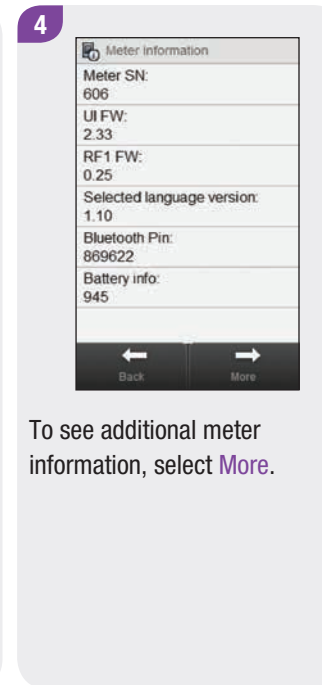 4
Meter information
Meter SN:
606
UI FW:
2.33
RF1 FW:
0.25
Selected language version:
1.10
Bluetooth Pin:
869622
Battery info:
945
Back
More
To see additional meter
information, select More.